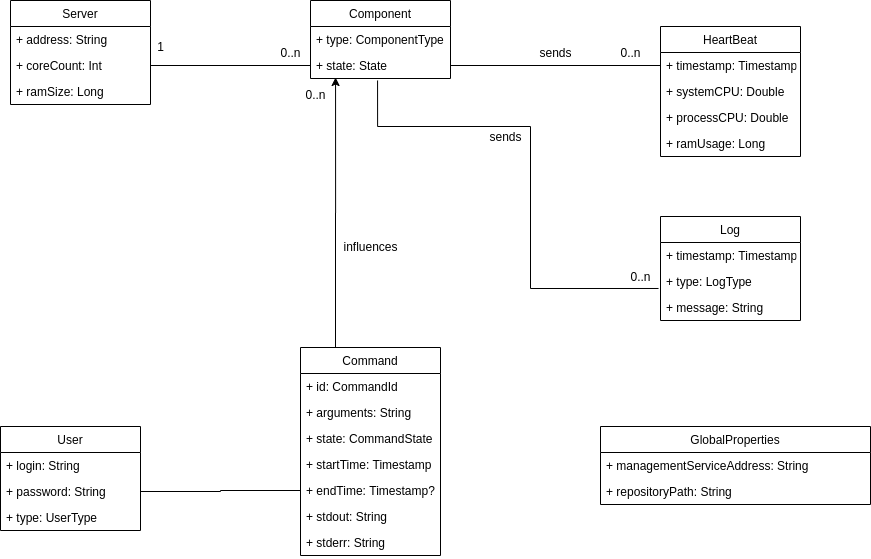 Server
+ address: String
+ coreCount: Int
+ ramSize: Long
1
0..n
Component
+ type: ComponentType
+ state: State
sends
0..n
HeartBeat
+ timestamp: Timestamp
+ systemCPU: Double
+ processCPU: Double
+ ramUsage: Long
0..n
sends
influences
0..n
Log
+ timestamp: Timestamp
+ type: LogType
+ message: String
Command
+ id: CommandId
+ arguments: String
+ state: CommandState
+ startTime: Timestamp
+ endTime: Timestamp?
+ stdout: String
+ stderr: String
User
+ login: String
+ password: String
+ type: UserType
GlobalProperties
+ managementServiceAddress: String
+ repositoryPath: String